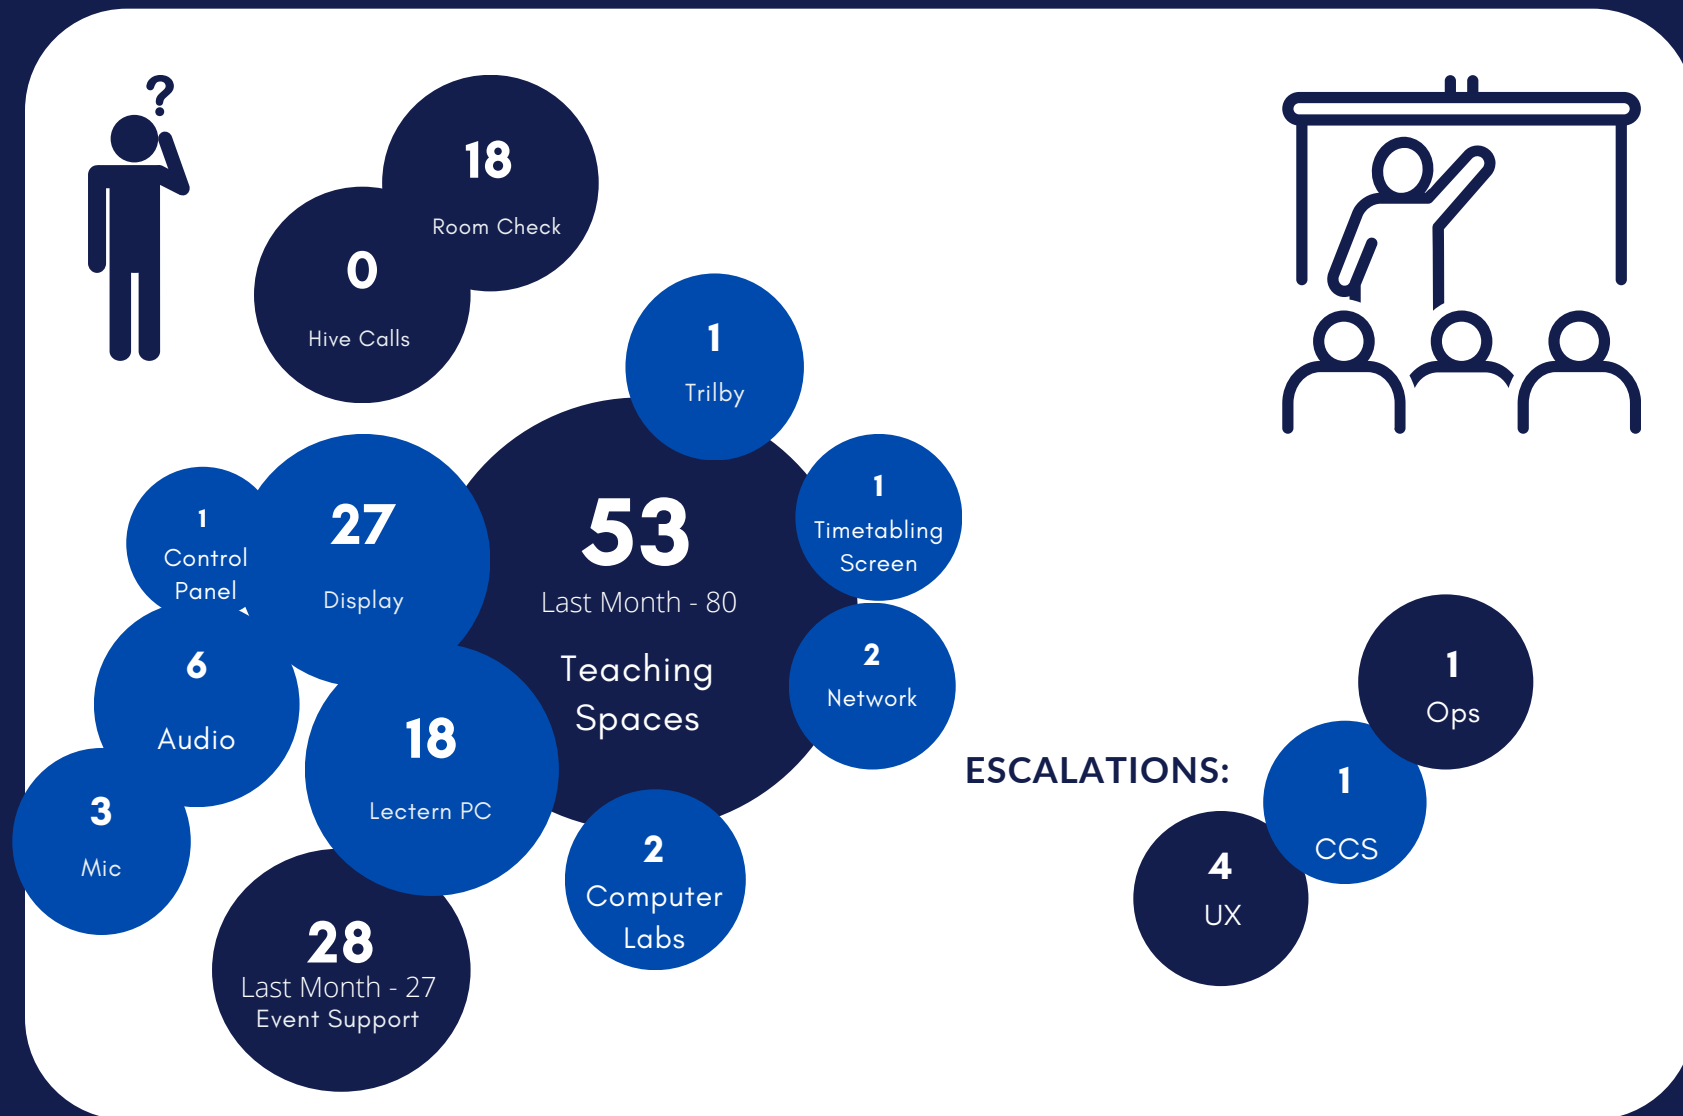 ?
18
Room Check
0
Hive Calls
1
Trilby
1
Timetabling
Screen
53
Last Month - 80
Teaching
Spaces
27
Display
1
Control
Panel
6
Audio
2
Network
18
Lectern PC
3
Mic
2
Computer
Labs
28
Last Month - 27
Event Support
ESCALATIONS:
1
Ops
1
CCS
4
UX